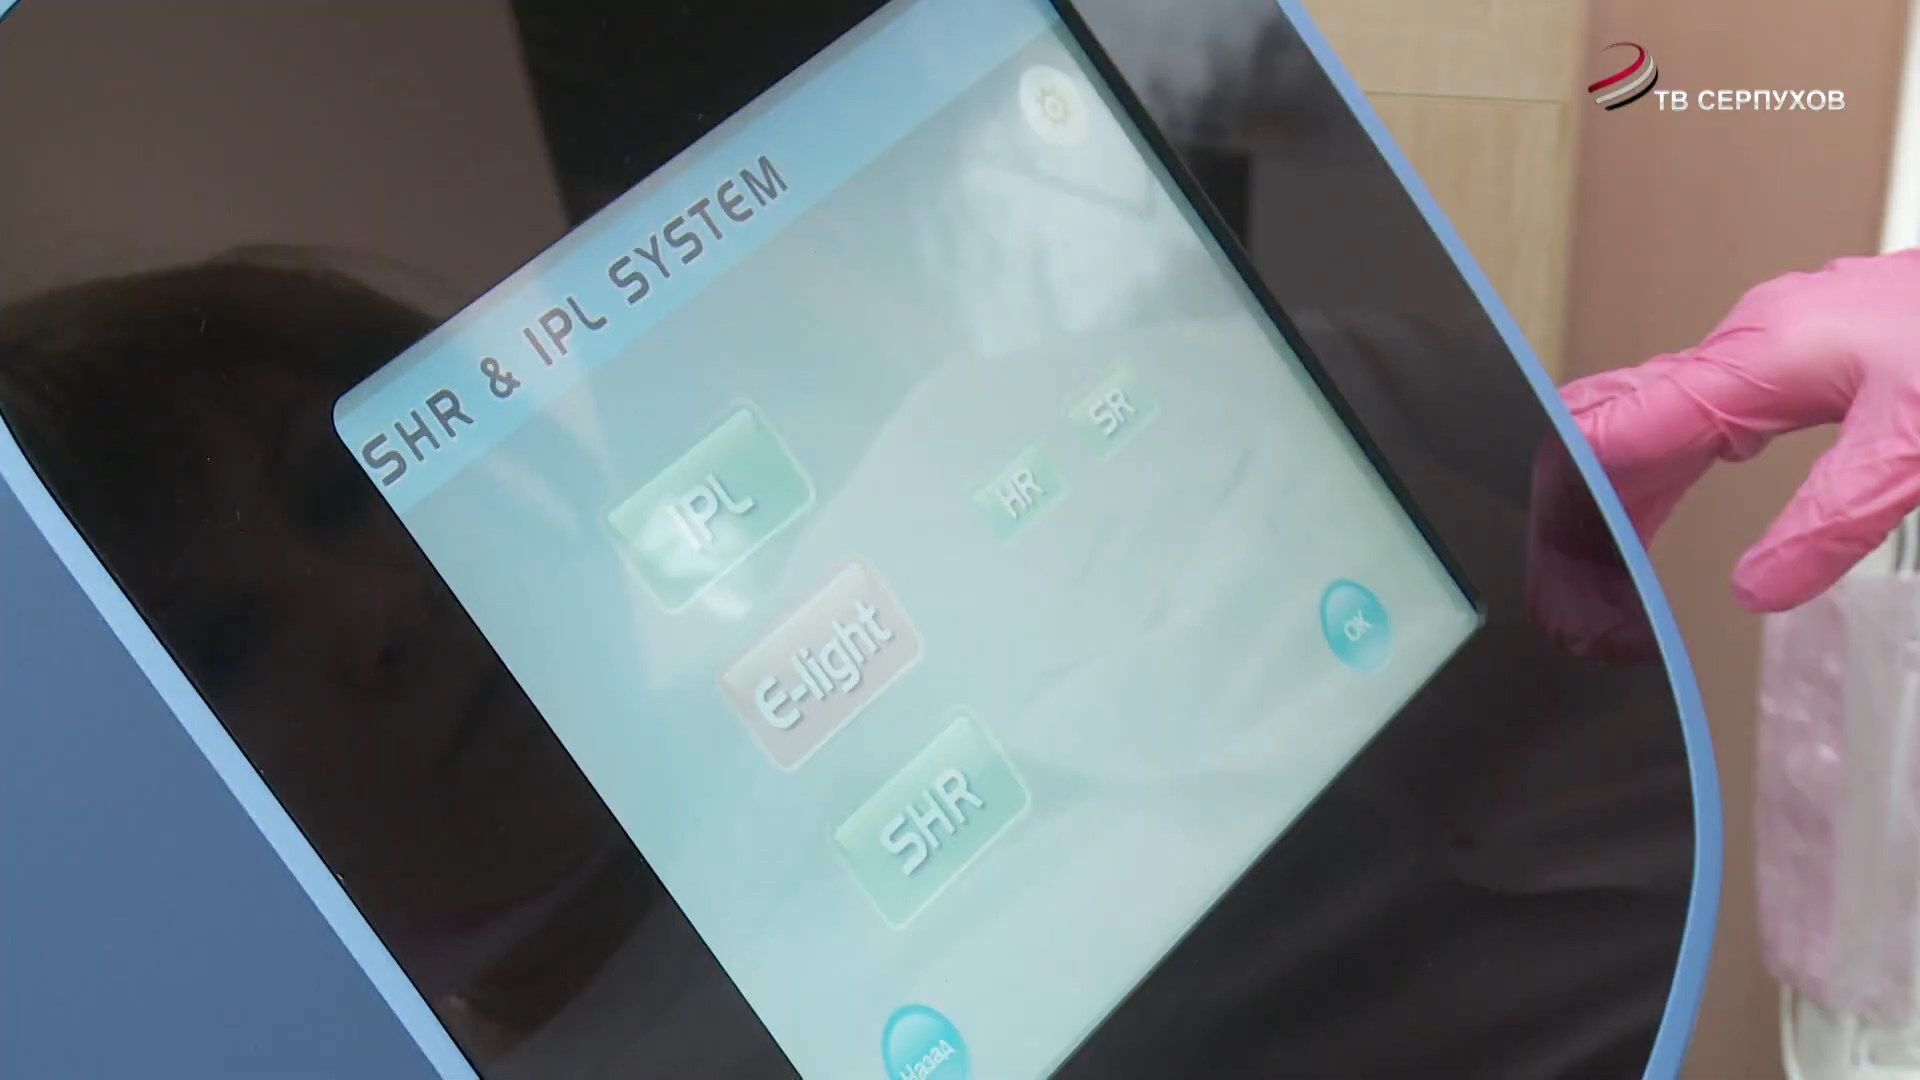 ТВ СЕРПУХОВ
SHR & IPL SYSTEM
IPL
HR
SR
E-light
SHR
OK
Назад